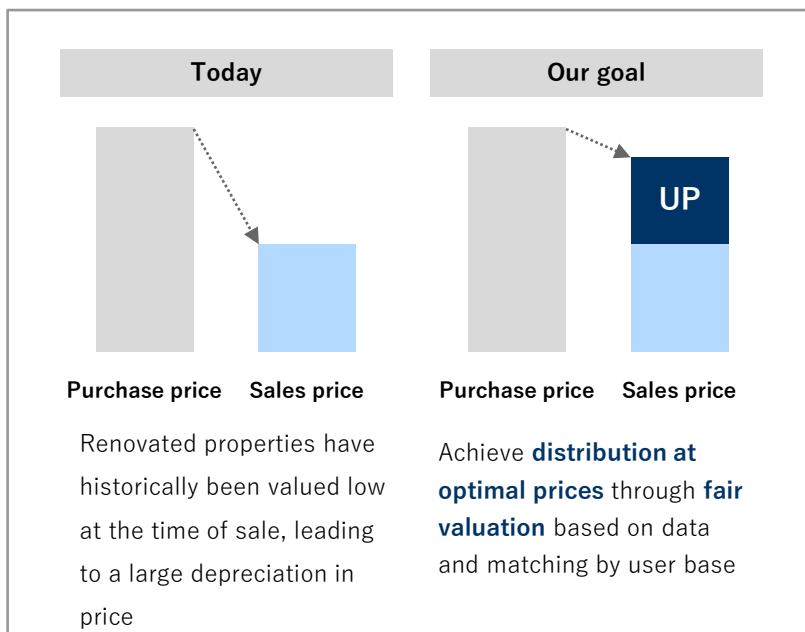 Today
Purchase price
Sales price
Renovated properties have
historically been valued low
at the time of sale, leading
to a large depreciation in
price
Our goal
UP
Purchase price
Sales price
Achieve distribution at
optimal prices through fair
valuation based on data
and matching by user base